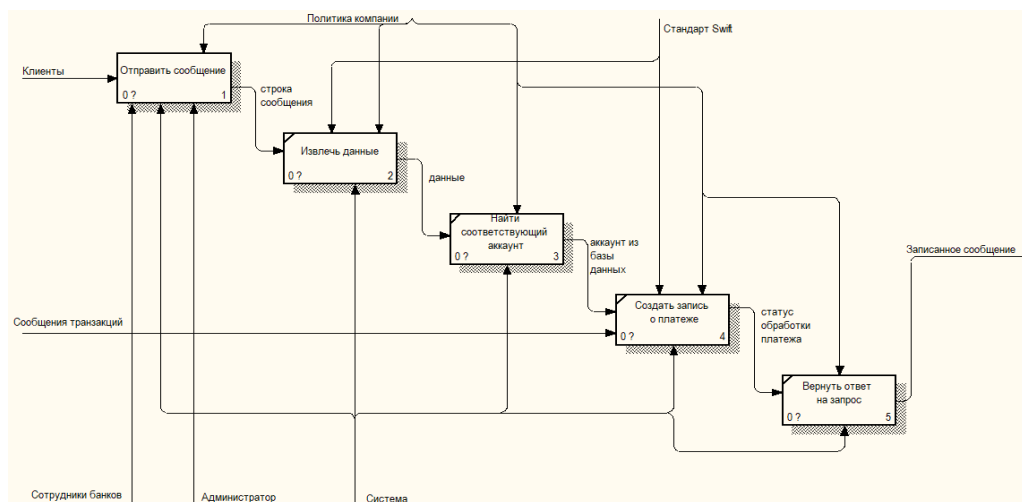 Политика компании
Стандарт Swift
Клиенты
Отправить сообщение
0 ?
1
строка
сообщения
Извлечь данные
0 ?
2
данные
Найти
соответствующий
аккаунт
0 ?
3
аккаунт из
базы
данных
Записанное сообщение
Сообщения транзакций
Создать запись
о платеже
0 ?
4
статус
обработки
платежа
Вернуть ответ
на запрос
0 ?
5
Сотрудники банков
Администратор
Система